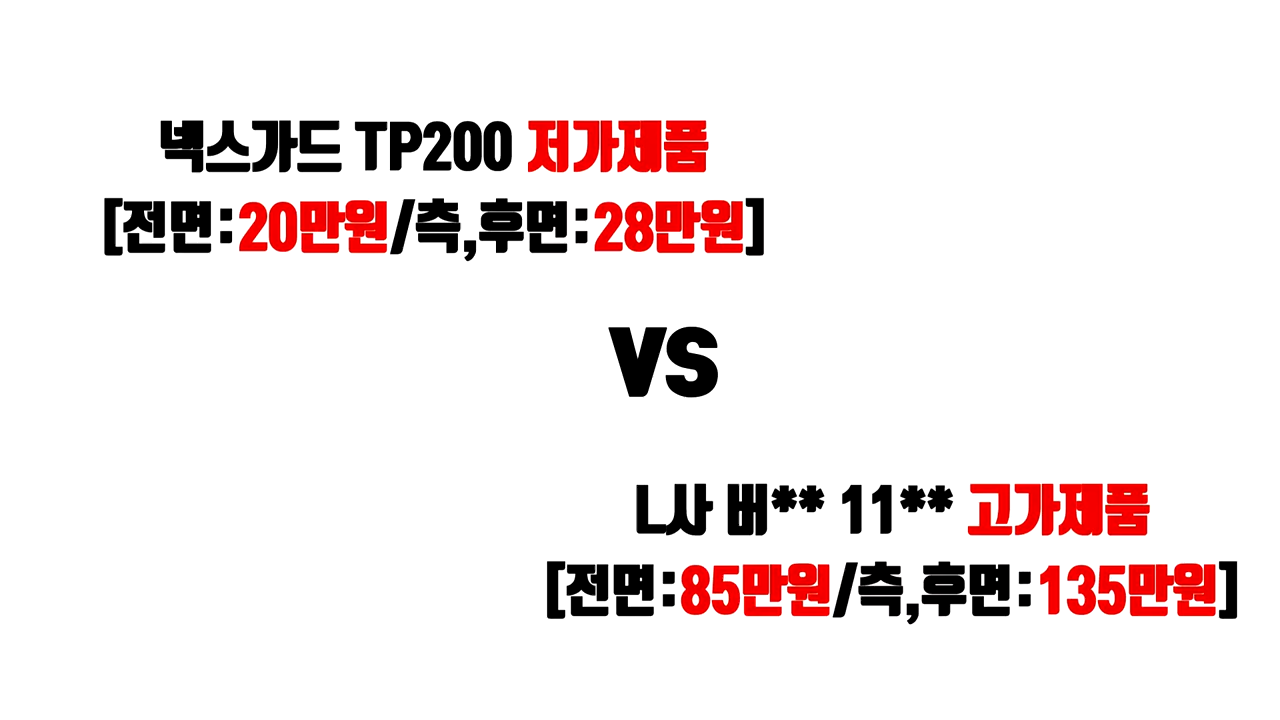 넥스가드 TP200 저가제품
[전면:20만원/측,후면:28만원]
VS
L사 버** 11** 고가제품
[전면:85만원/측,후면:135만원]